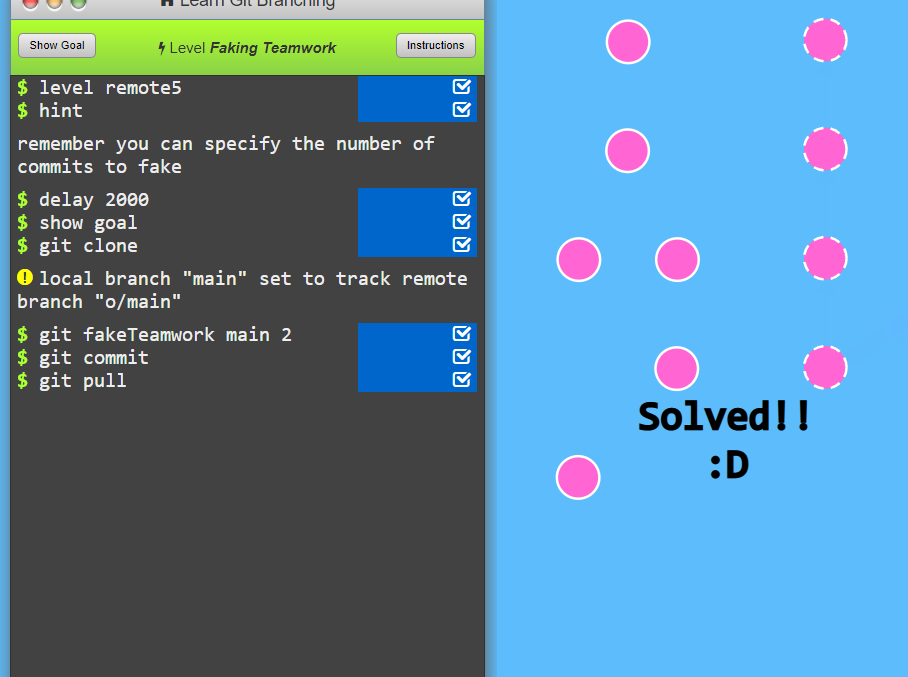 Learn Git Branching
Show Goal
Level Faking Teamwork
Instructions
$ level remote5
$ hint
remember you can specify the number of
commits to fake
$ delay 2000
$ show goal
$ git clone
local branch "main" set to track remote
branch "o/main"
$ git fakeTeamwork main 2
$ git commit
$ git pull
Solved!!
:D